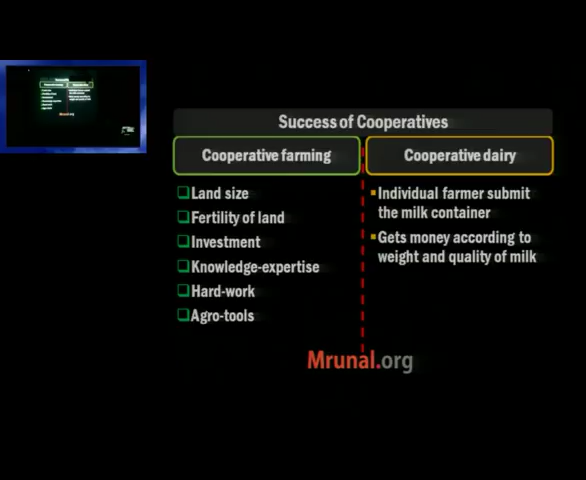 Success of Cooperatives
Cooperative farming
Cooperative dairy
Land size
Fertility of land
Investment
Knowledge-expertise
Hard-work
Agro-tools
Individual farmer submit
the milk container
Gets money according to
weight and quality of milk
Mrunal.org